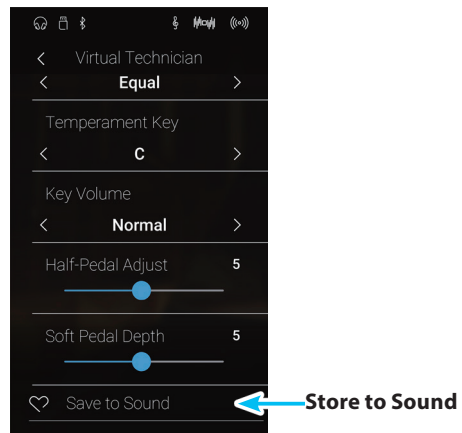 Virtual Technician
Equal
Temperament Key
C
Key Volume
Normal
Half-Pedal Adjust 5
Soft Pedal Depth 5
Save to Sound
Store to Sound